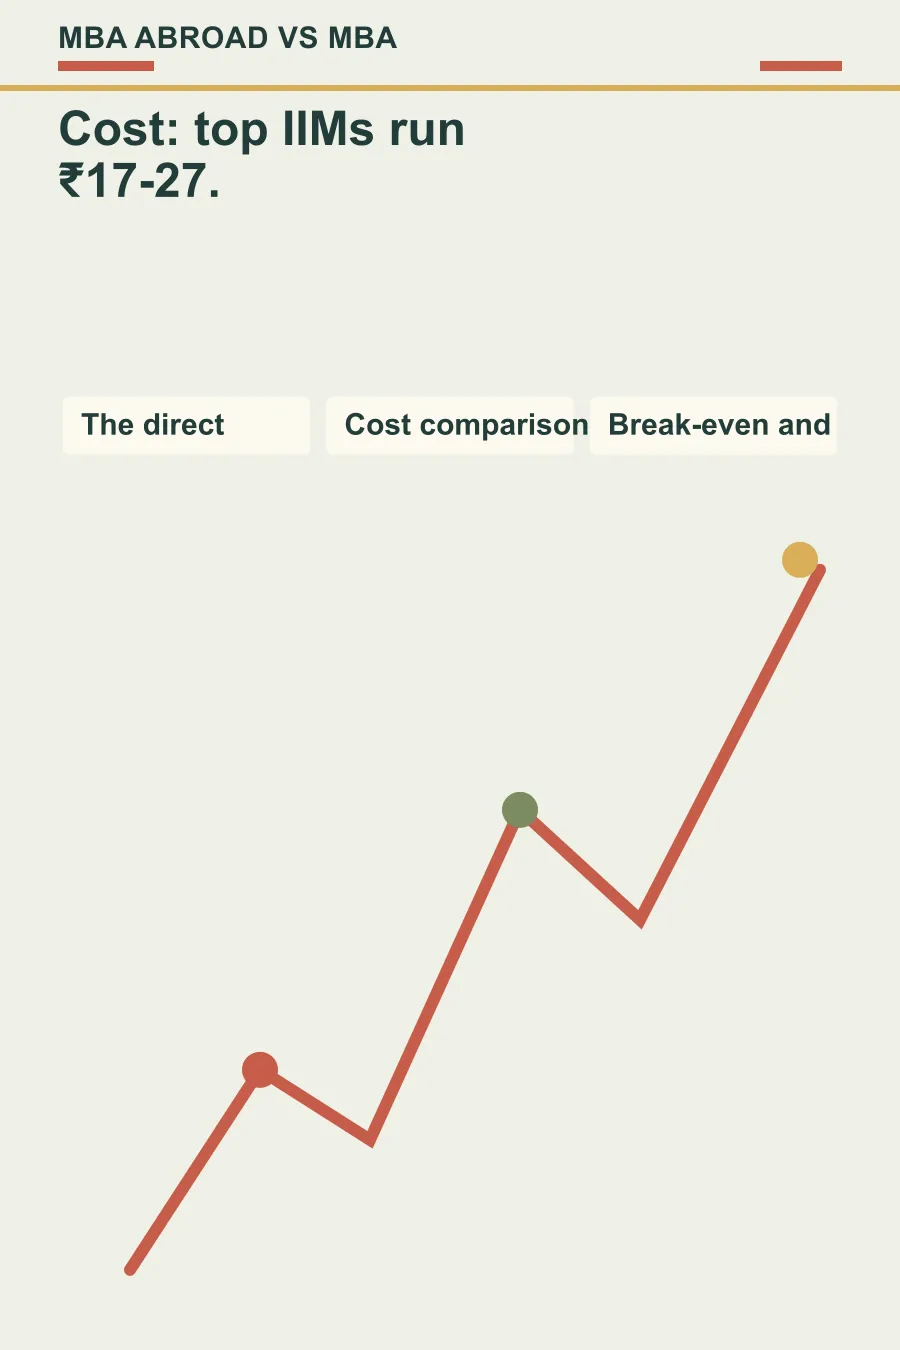 MBA ABROAD VS MBA
Cost: top IIMs run
₹17-27.
The direct
Cost comparison
Break-even and